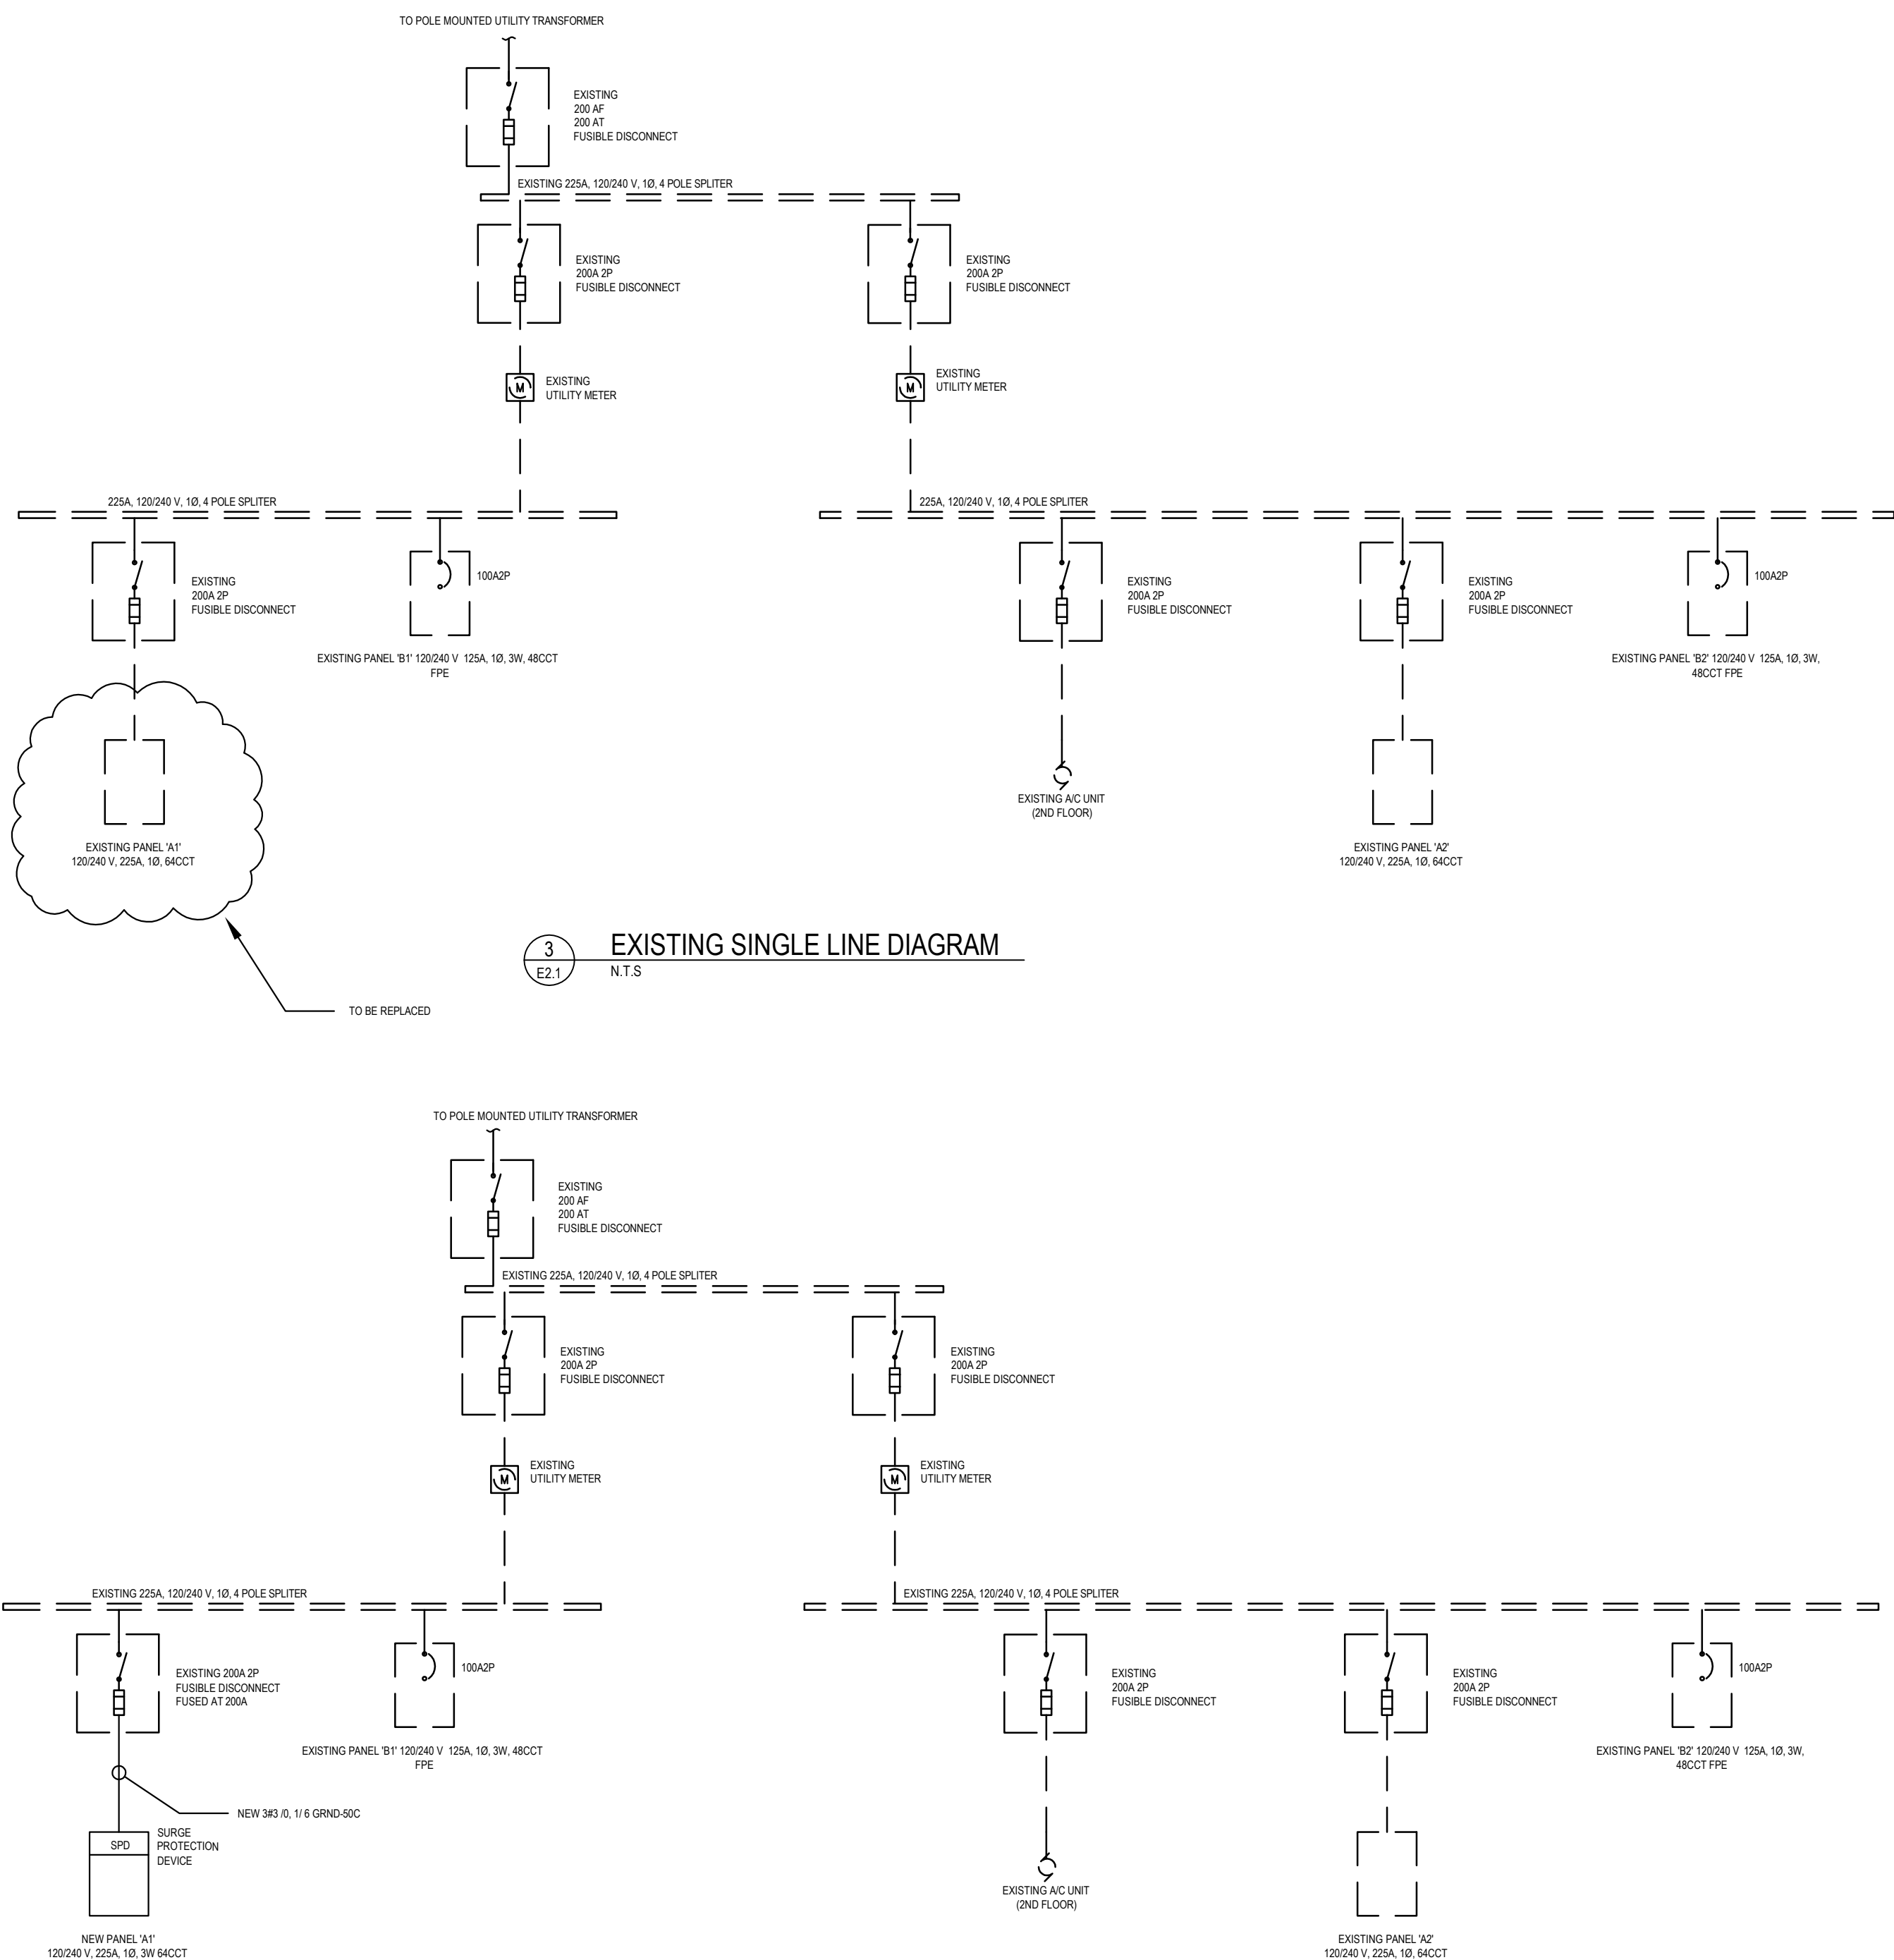 TO POLE MOUNTED UTILITY TRANSFORMER
EXISTING
200 AF
200 AT
FUSIBLE DISCONNECT
EXISTING 225A, 120/240 V, 1Ø, 4 POLE SPLITER
EXISTING
200A 2P
FUSIBLE DISCONNECT
EXISTING
200A 2P
FUSIBLE DISCONNECT
M
EXISTING
UTILITY METER
M
EXISTING
UTILITY METER
225A, 120/240 V, 1Ø, 4 POLE SPLITER
225A, 120/240 V, 1Ø, 4 POLE SPLITER
EXISTING
200A 2P
FUSIBLE DISCONNECT
100A2P
EXISTING PANEL 'B1' 120/240 V 125A, 1Ø, 3W, 48CCT
FPE
EXISTING
200A 2P
FUSIBLE DISCONNECT
EXISTING
200A 2P
FUSIBLE DISCONNECT
100A2P
EXISTING PANEL 'B2' 120/240 V 125A, 1Ø, 3W,
48CCT FPE
EXISTING PANEL 'A1'
120/240 V, 225A, 1Ø, 64CCT
EXISTING A/C UNIT
(2ND FLOOR)
EXISTING PANEL 'A2'
120/240 V, 225A, 1Ø, 64CCT
3
E2.1
EXISTING SINGLE LINE DIAGRAM
N.T.S
TO BE REPLACED
TO POLE MOUNTED UTILITY TRANSFORMER
EXISTING
200 AF
200 AT
FUSIBLE DISCONNECT
EXISTING 225A, 120/240 V, 1Ø, 4 POLE SPLITER
EXISTING
200A 2P
FUSIBLE DISCONNECT
EXISTING
200A 2P
FUSIBLE DISCONNECT
M
EXISTING
UTILITY METER
M
EXISTING
UTILITY METER
EXISTING 225A, 120/240 V, 1Ø, 4 POLE SPLITER
EXISTING 225A, 120/240 V, 1Ø, 4 POLE SPLITER
EXISTING 200A 2P
FUSIBLE DISCONNECT
FUSED AT 200A
100A2P
EXISTING PANEL 'B1' 120/240 V 125A, 1Ø, 3W, 48CCT
FPE
EXISTING
200A 2P
FUSIBLE DISCONNECT
EXISTING
200A 2P
FUSIBLE DISCONNECT
100A2P
EXISTING PANEL 'B2' 120/240 V 125A, 1Ø, 3W,
48CCT FPE
NEW 3#3 /0, 1/ 6 GRND-50C
SPD
SURGE
PROTECTION
DEVICE
EXISTING A/C UNIT
(2ND FLOOR)
NEW PANEL 'A1'
120/240 V, 225A, 1Ø, 3W 64CCT
EXISTING PANEL 'A2'
120/240 V, 225A, 1Ø, 64CCT